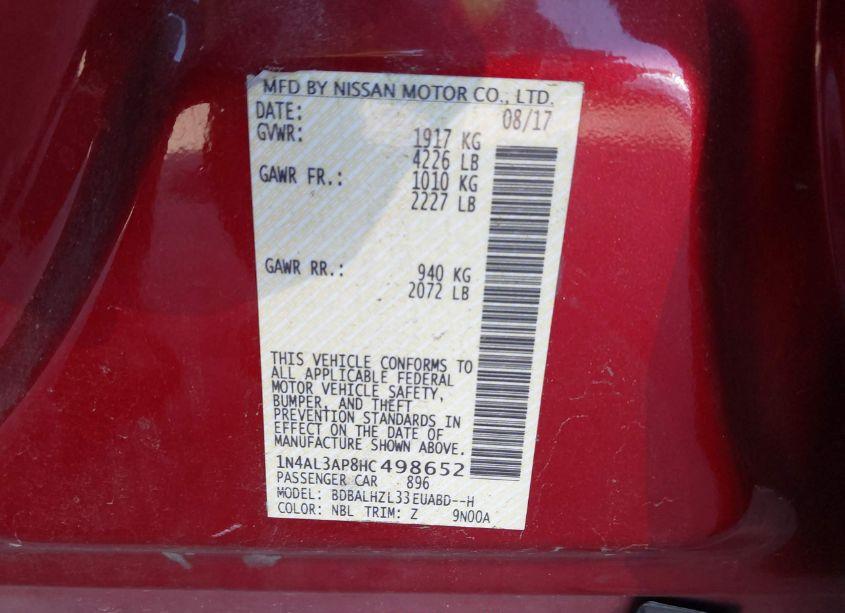 MFD BY NISSAN MOTOR CO., LTD.
DATE: 08/17
GVWR: 1917 KG
4226 LB
GAWR FR.: 1010 KG
2227 LB
GAWR RR.: 940 KG
2072 LB
THIS VEHICLE CONFORMS TO
ALL APPLICABLE FEDERAL
MOTOR VEHICLE SAFETY,
BUMPER, AND THEFT
PREVENTION STANDARDS IN
EFFECT ON THE DATE OF
MANUFACTURE SHOWN ABOVE.
1N4AL3AP8HC498652
PASSENGER CAR 896
MODEL: BDBALHZL33EUABD--H
COLOR: NBL TRIM: Z 9N00A